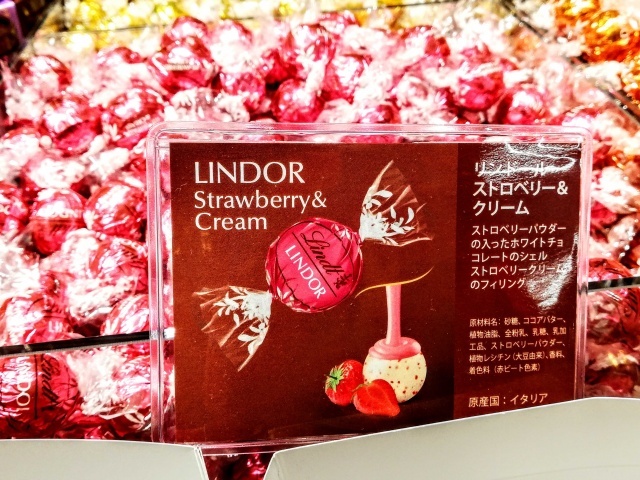 LINDOR
Strawberry&
Cream
Lindt
LINDOR
リンドール
ストロベリー&
クリーム
ストロベリーパウダー
の入ったホワイトチョ
コレートのシェル
ストロベリークリーム
のフィリング
原材料名:砂糖、ココアバター、
植物油脂、全粉乳、乳糖、乳加
工品、ストロベリーパウダー、
植物レシチン(大豆由来)、香料、
着色料(赤ビート色素)
原産国:イタリア